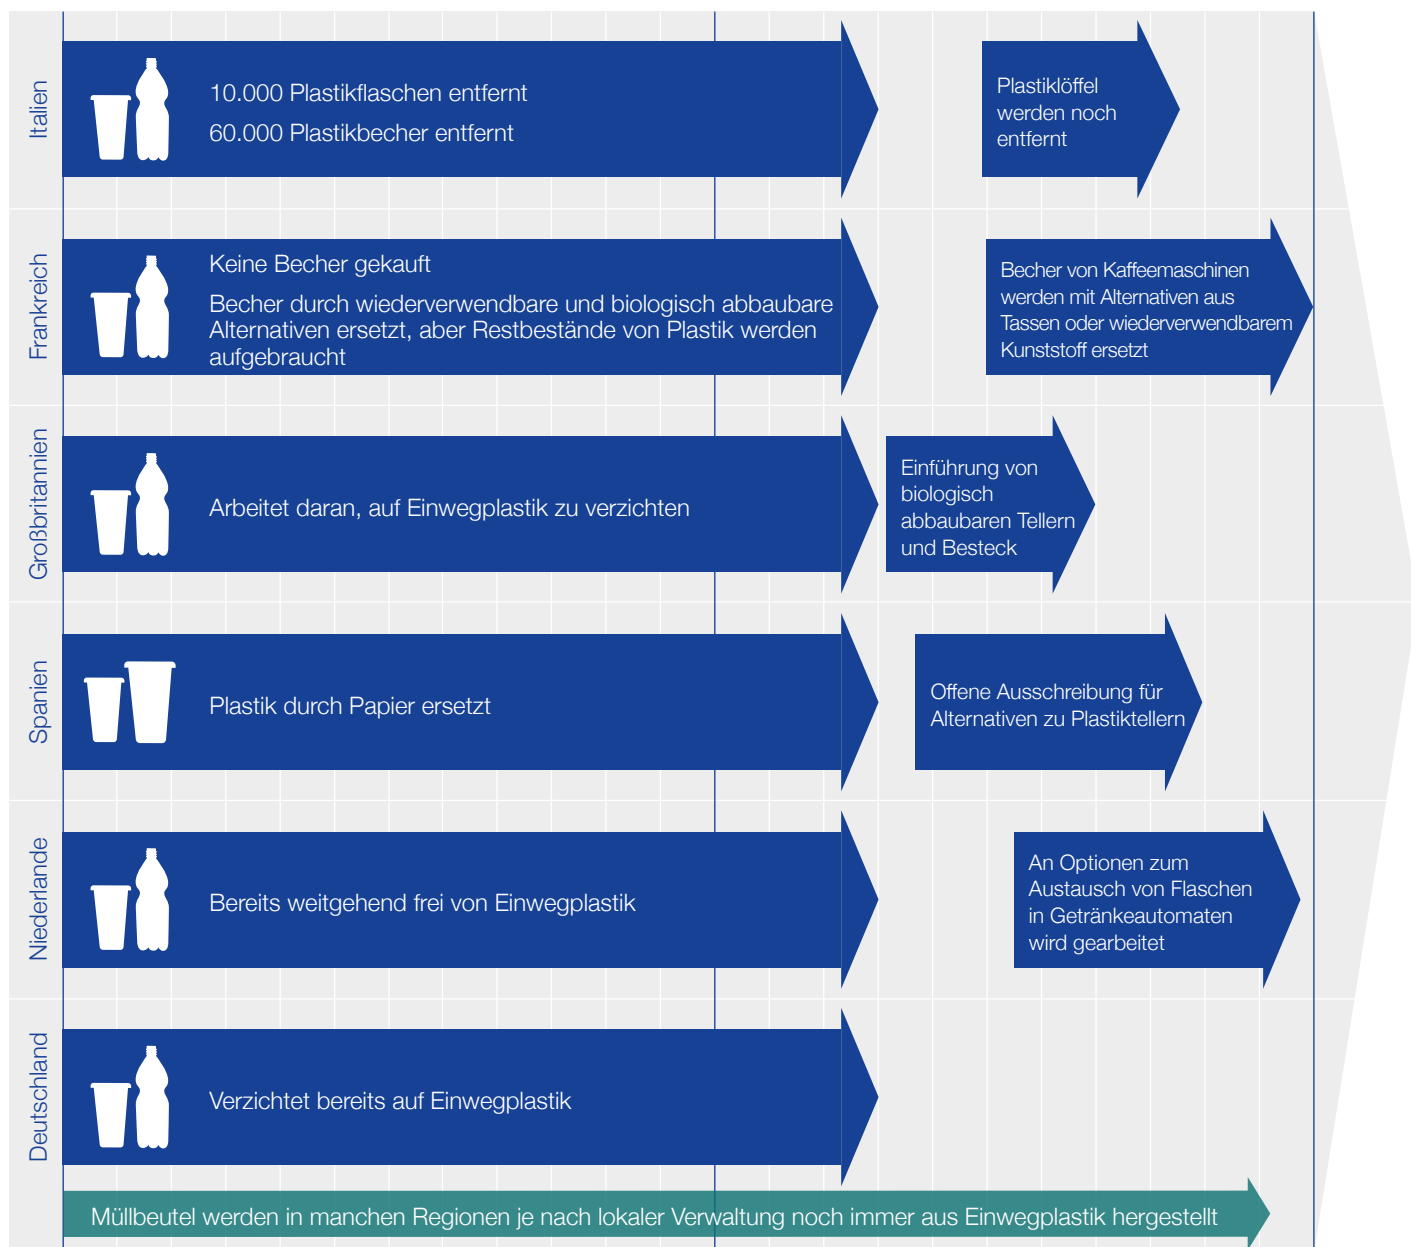 Italien
10.000 Plastikflaschen entfernt
60.000 Plastikbecher entfernt
Plastiklöffel
werden noch
entfernt
Frankreich
Keine Becher gekauft
Becher durch wiederverwendbare und biologisch abbaubare
Alternativen ersetzt, aber Restbestände von Plastik werden
aufgebraucht
Becher von Kaffeemaschinen
werden mit Alternativen aus
Tassen oder wiederverwendbarem
Kunststoff ersetzt
Großbritannien
Arbeitet daran, auf Einwegplastik zu verzichten
Einführung von
biologisch
abbaubaren Tellern
und Besteck
Spanien
Plastik durch Papier ersetzt
Offene Ausschreibung für
Alternativen zu Plastiktellern
Niederlande
Bereits weitgehend frei von Einwegplastik
An Optionen zum
Austausch von Flaschen
in Getränkeautomaten
wird gearbeitet
Deutschland
Verzichtet bereits auf Einwegplastik
Müllbeutel werden in manchen Regionen je nach lokaler Verwaltung noch immer aus Einwegplastik hergestellt